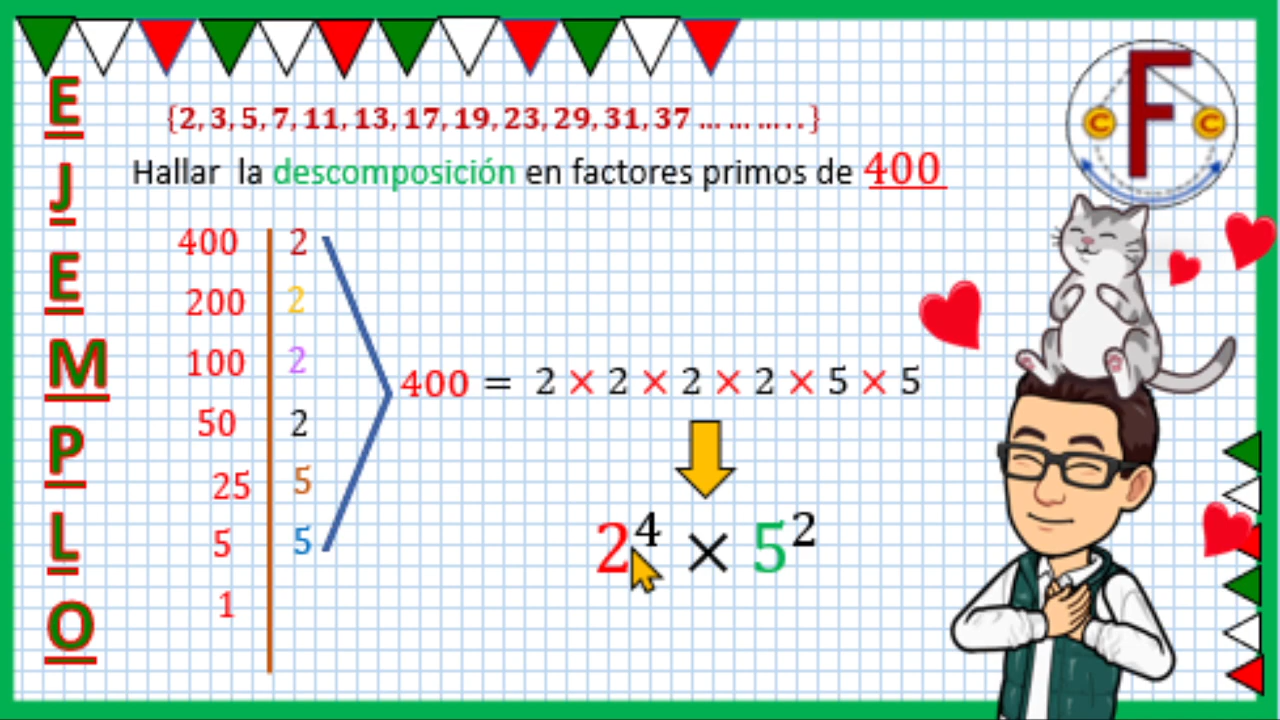 EJEMPLO
{2, 3, 5, 7, 11, 13, 17, 19, 23, 29, 31, 37 … … … . . }
Hallar la descomposición en factores primos de 400
400 2
200 2
100 2
50 2
25 5
5 5
1
400 = 2 × 2 × 2 × 2 × 5 × 5
2⁴ × 5²
C F C